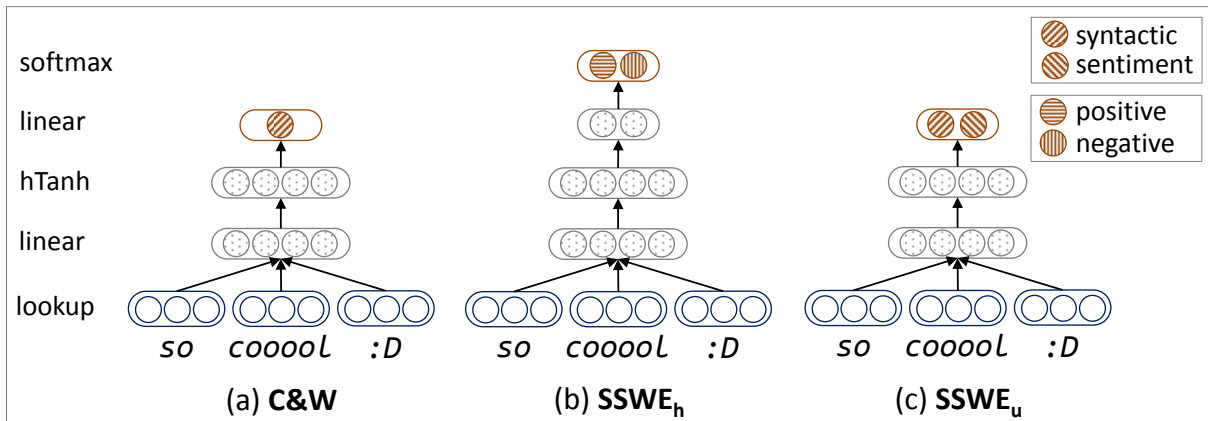 softmax
linear
hTanh
linear
lookup
so cooool :D
so cooool :D
so cooool :D
(a) C&W
(b) SSWEh
(c) SSWEu
syntactic
sentiment
positive
negative